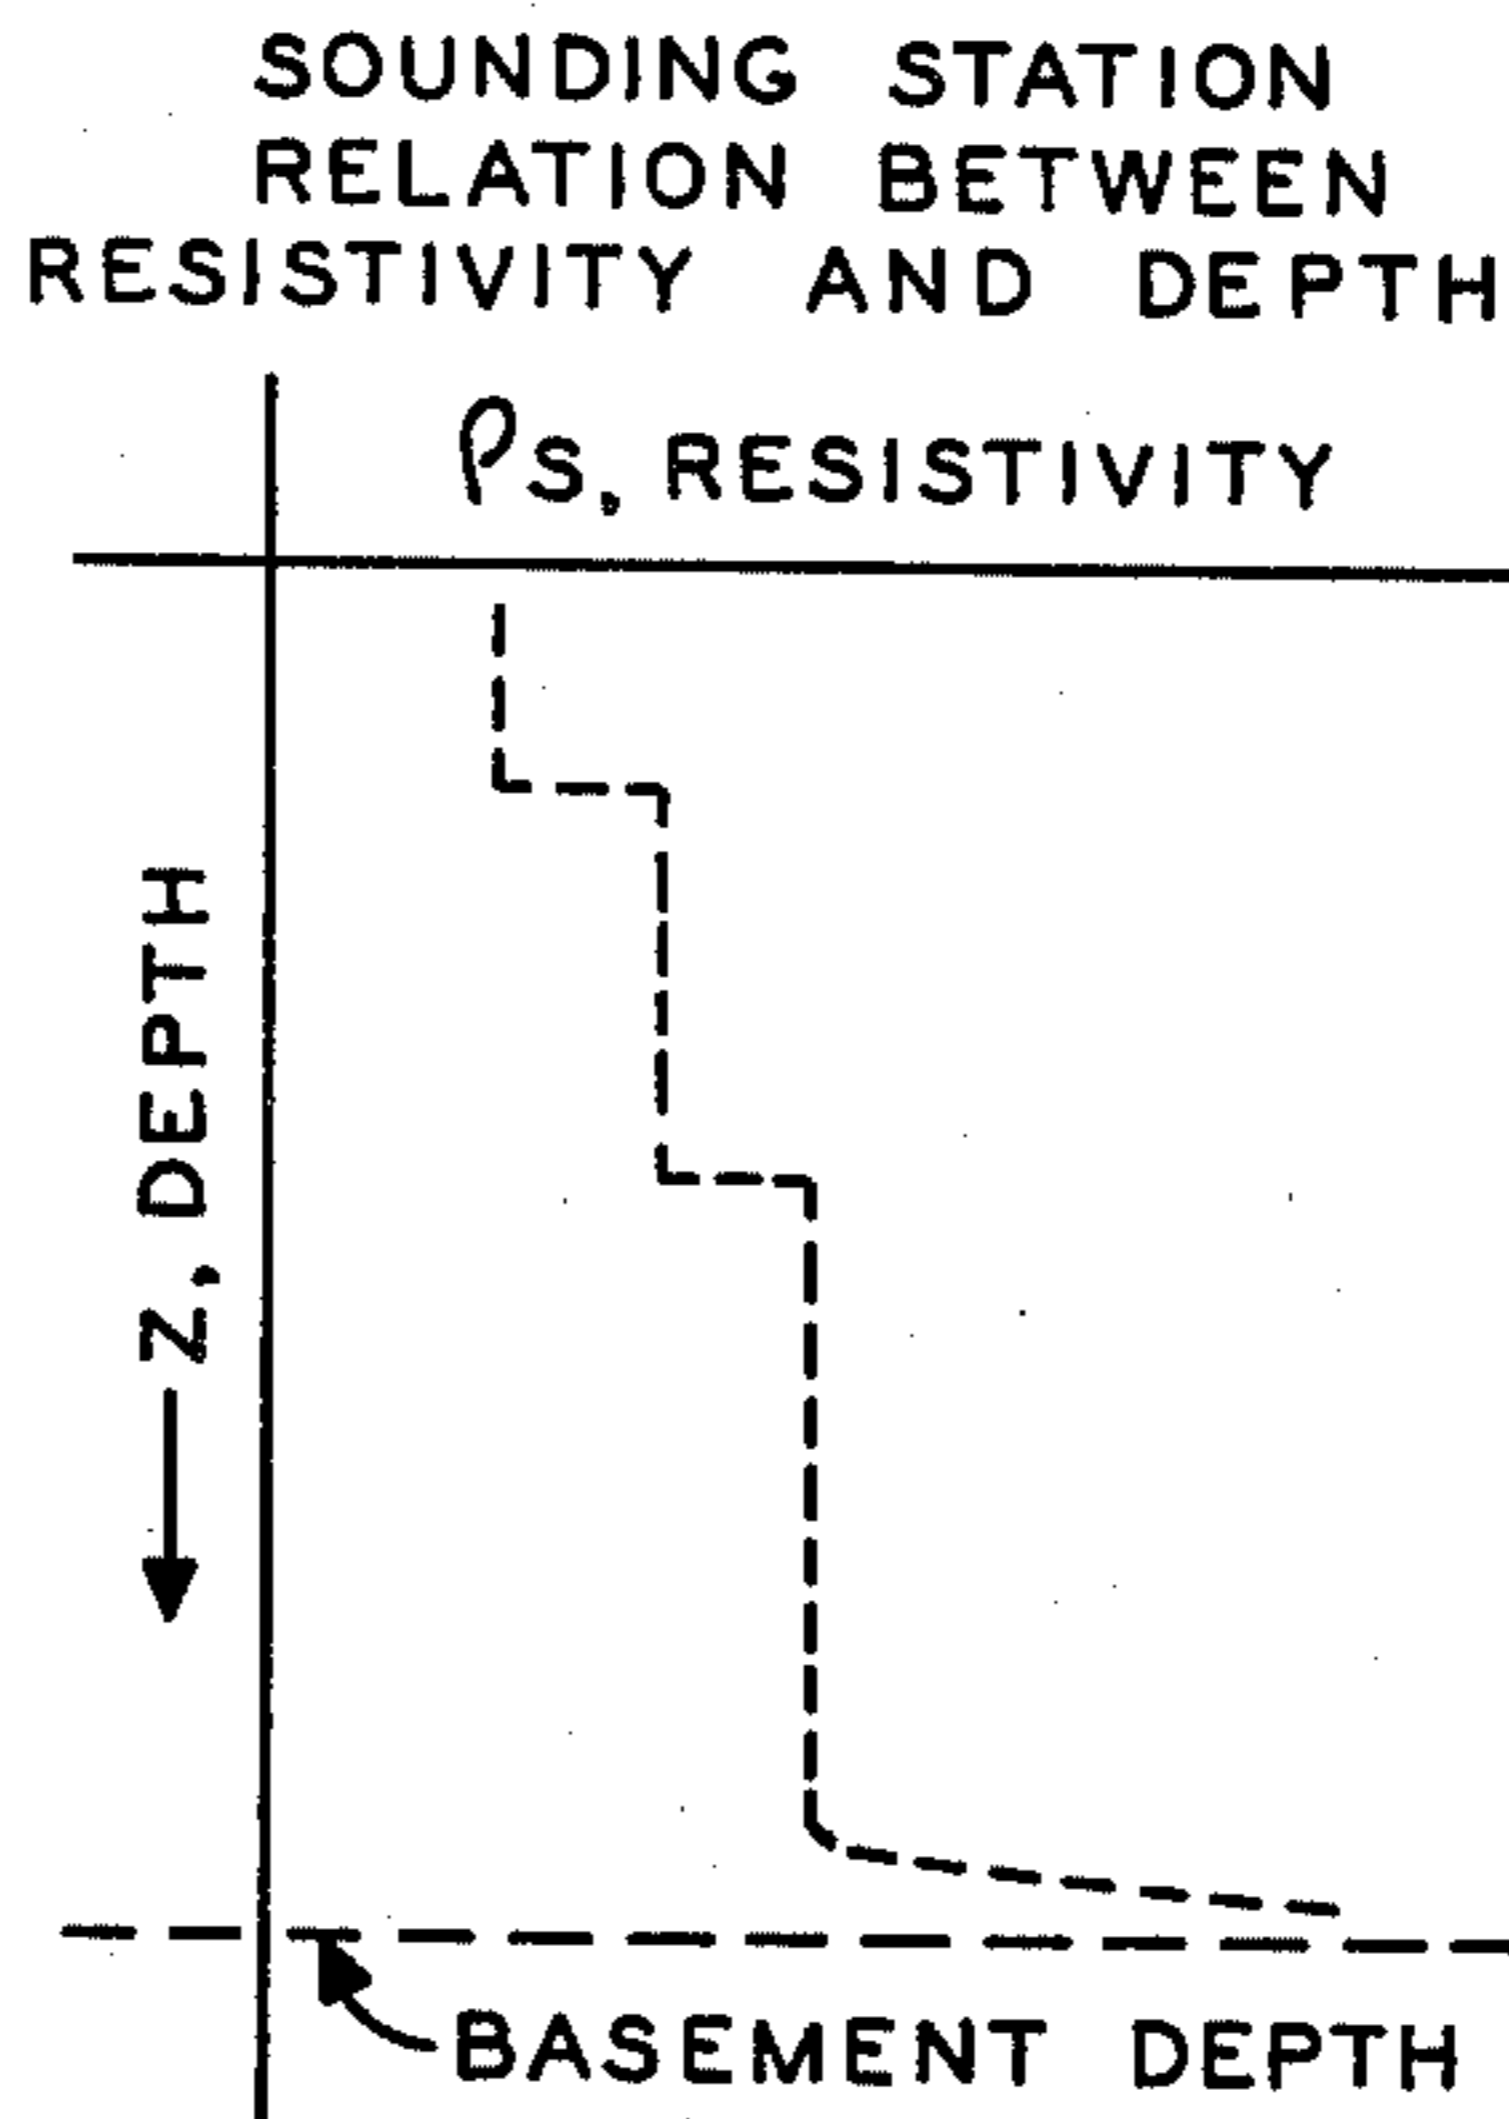 SOUNDING STATION
RELATION BETWEEN
RESISTIVITY AND DEPTH
ρS, RESISTIVITY
Z, DEPTH
BASEMENT DEPTH